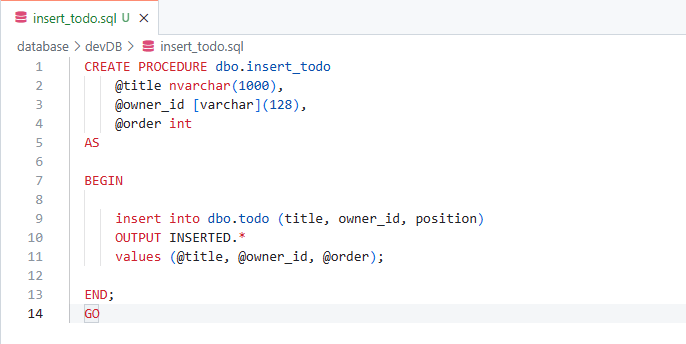 insert_todo.sql U ×
database > devDB > insert_todo.sql
1 CREATE PROCEDURE dbo.insert_todo
2 @title nvarchar(1000),
3 @owner_id [varchar](128),
4 @order int
5 AS
6
7 BEGIN
8
9 insert into dbo.todo (title, owner_id, position)
10 OUTPUT INSERTED.*
11 values (@title, @owner_id, @order);
12
13 END;
14 GO